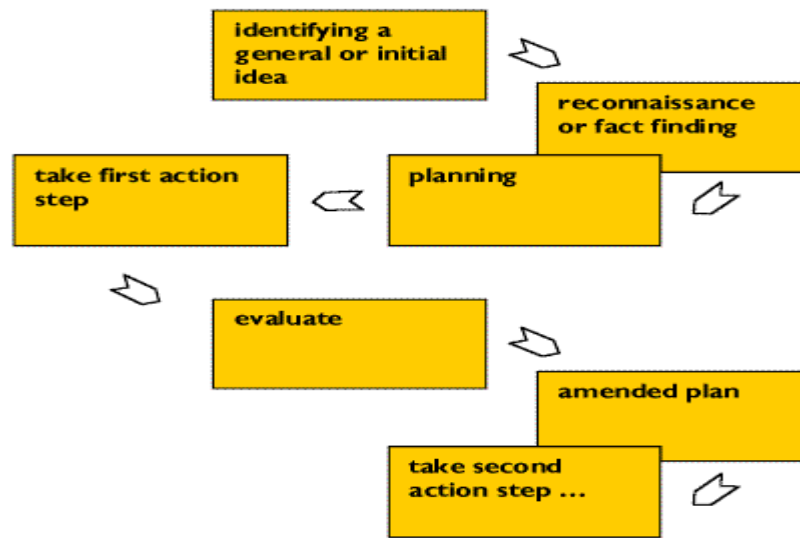 identifying a
general or initial
idea
reconnaissance
or fact finding
take first action
step
planning
evaluate
amended plan
take second
action step ...